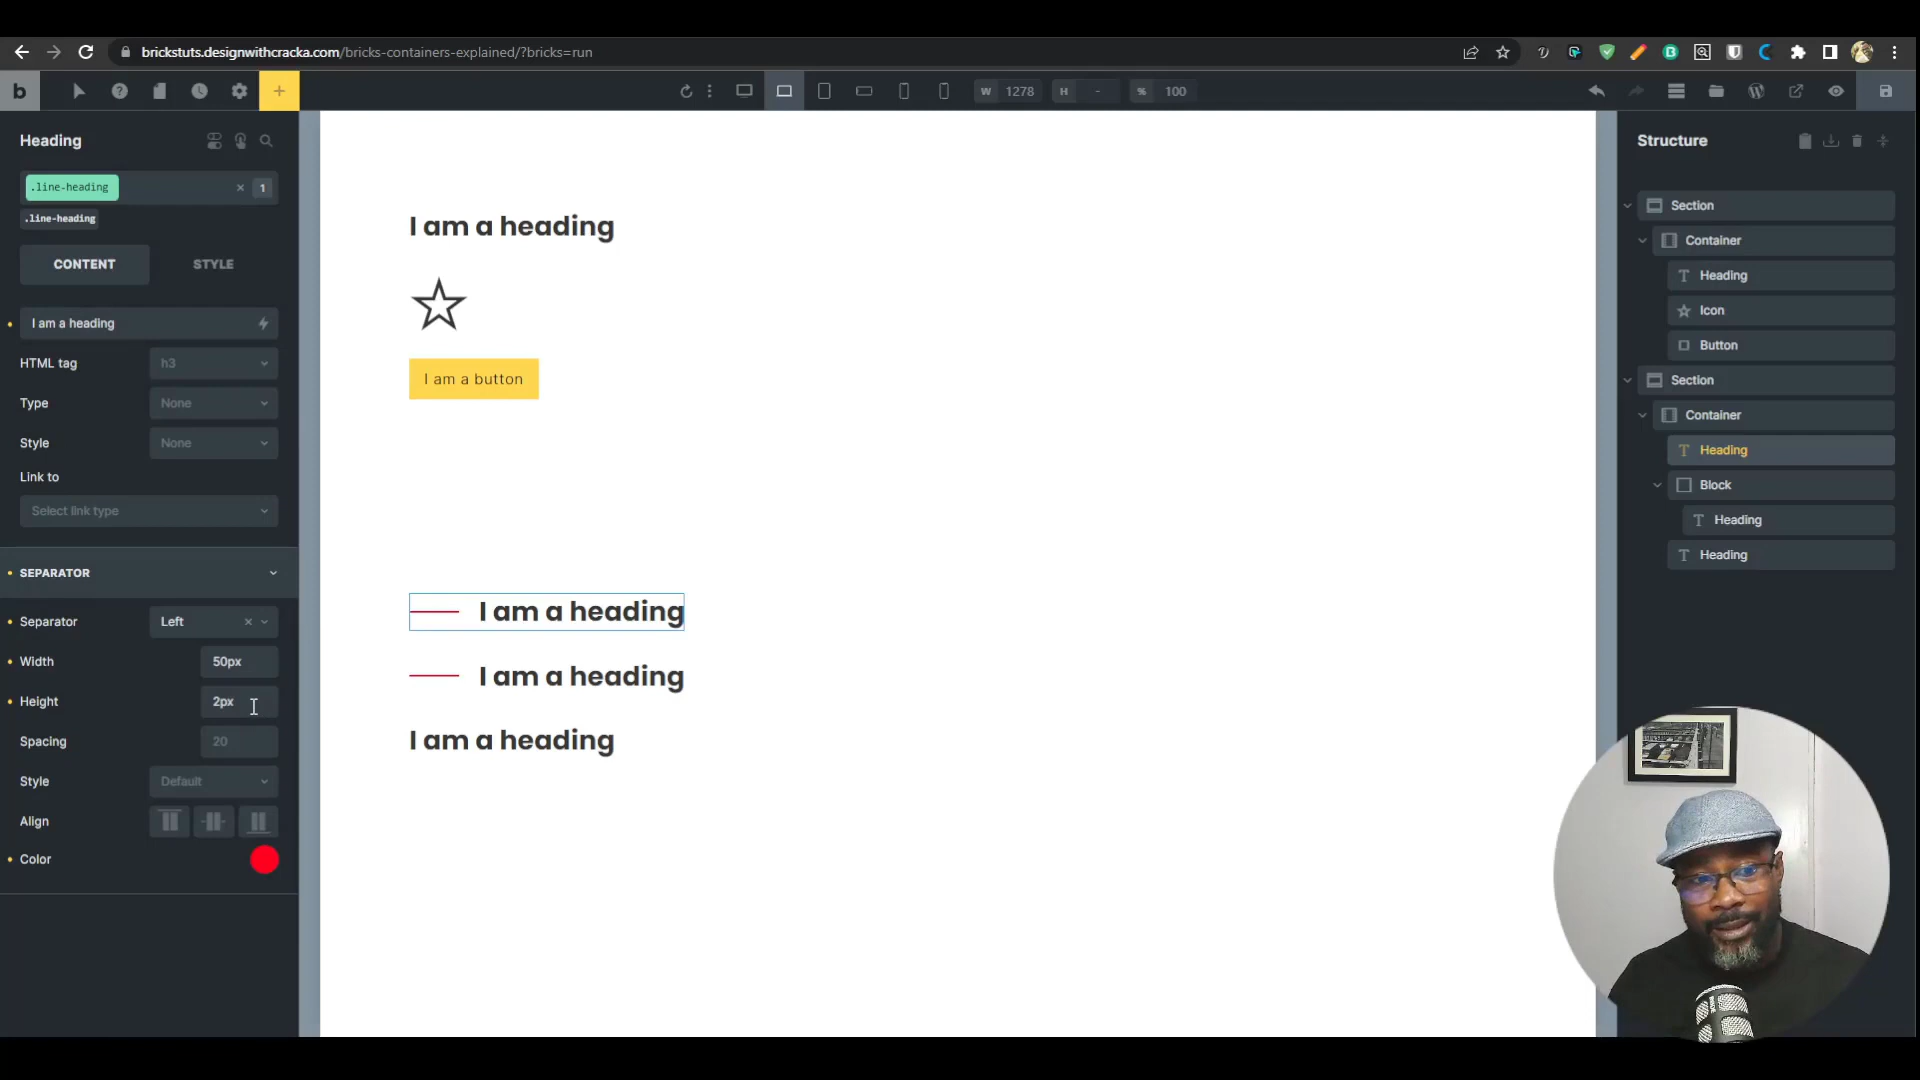 brickstuts.designwithcracka.com/bricks-containers-explained/?bricks=run
b
W 1278 H - % 100
Heading
.line-heading × 1
.line-heading
CONTENT STYLE
I am a heading
HTML tag h3
Type None
Style None
Link to
Select link type
SEPARATOR
Separator Left
Width 50px
Height 2px
Spacing 20
Style Default
Align
Color
I am a heading
I am a button
I am a heading
I am a heading
I am a heading
Structure
Section
Container
Heading
Icon
Button
Section
Container
Heading
Block
Heading
Heading